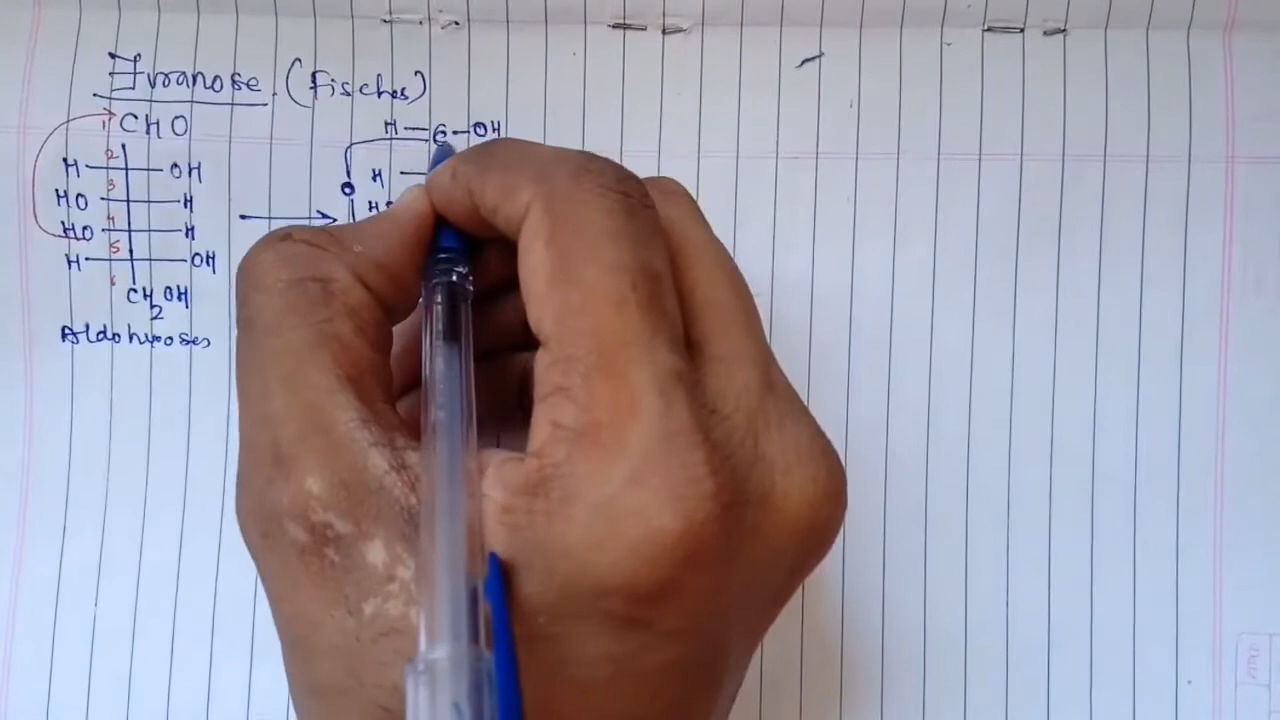 Furanose (Fischer)
1 CHO
2
H OH
3
HO H
4
HO H
5
H OH
6
CH2OH
Aldohexoses
H C OH
O
H
H